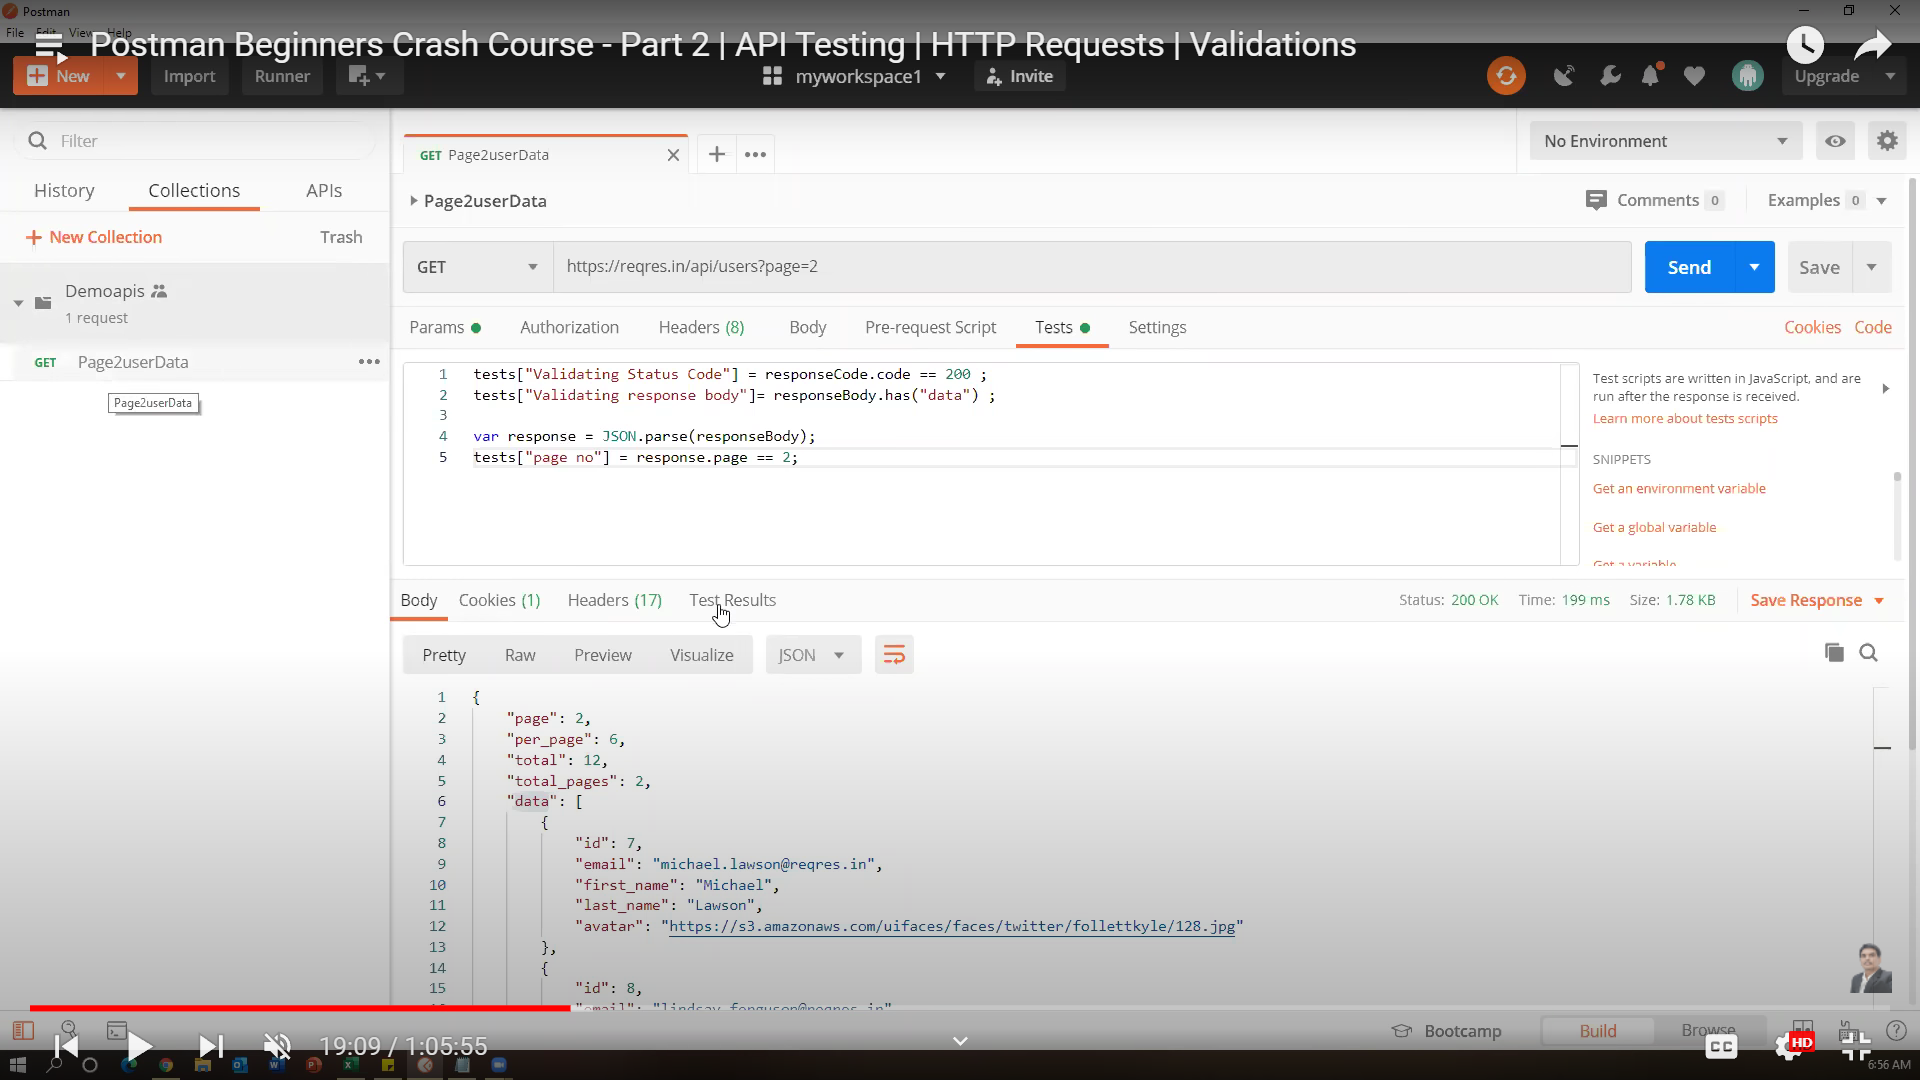 Postman
File Edit View Help
Postman Beginners Crash Course - Part 2 | API Testing | HTTP Requests | Validations
New Import Runner myworkspace1 Invite Upgrade
Filter
GET Page2userData
No Environment
History Collections APIs
Page2userData
Comments 0 Examples 0
New Collection Trash
GET https://reqres.in/api/users?page=2 Send Save
Demoapis
1 request
Params Authorization Headers (8) Body Pre-request Script Tests Settings Cookies Code
GET Page2userData
Page2userData
1 tests["Validating Status Code"] = responseCode.code == 200 ;
2 tests["Validating response body"]= responseBody.has("data") ;
3
4 var response = JSON.parse(responseBody);
5 tests["page no"] = response.page == 2;
Test scripts are written in JavaScript, and are
run after the response is received.
Learn more about tests scripts
SNIPPETS
Get an environment variable
Get a global variable
Get a variable
Body Cookies (1) Headers (17) Test Results Status: 200 OK Time: 199 ms Size: 1.78 KB Save Response
Pretty Raw Preview Visualize JSON
1 {
2 "page": 2,
3 "per_page": 6,
4 "total": 12,
5 "total_pages": 2,
6 "data": [
7 {
8 "id": 7,
9 "email": "michael.lawson@reqres.in",
10 "first_name": "Michael",
11 "last_name": "Lawson",
12 "avatar": "https://s3.amazonaws.com/uifaces/faces/twitter/follettkyle/128.jpg"
13 },
14 {
15 "id": 8,
"email": "lindsay.ferguson@reqres.in"
Bootcamp Build Browse
19:09 / 1:05:55
CC HD
6:56 AM